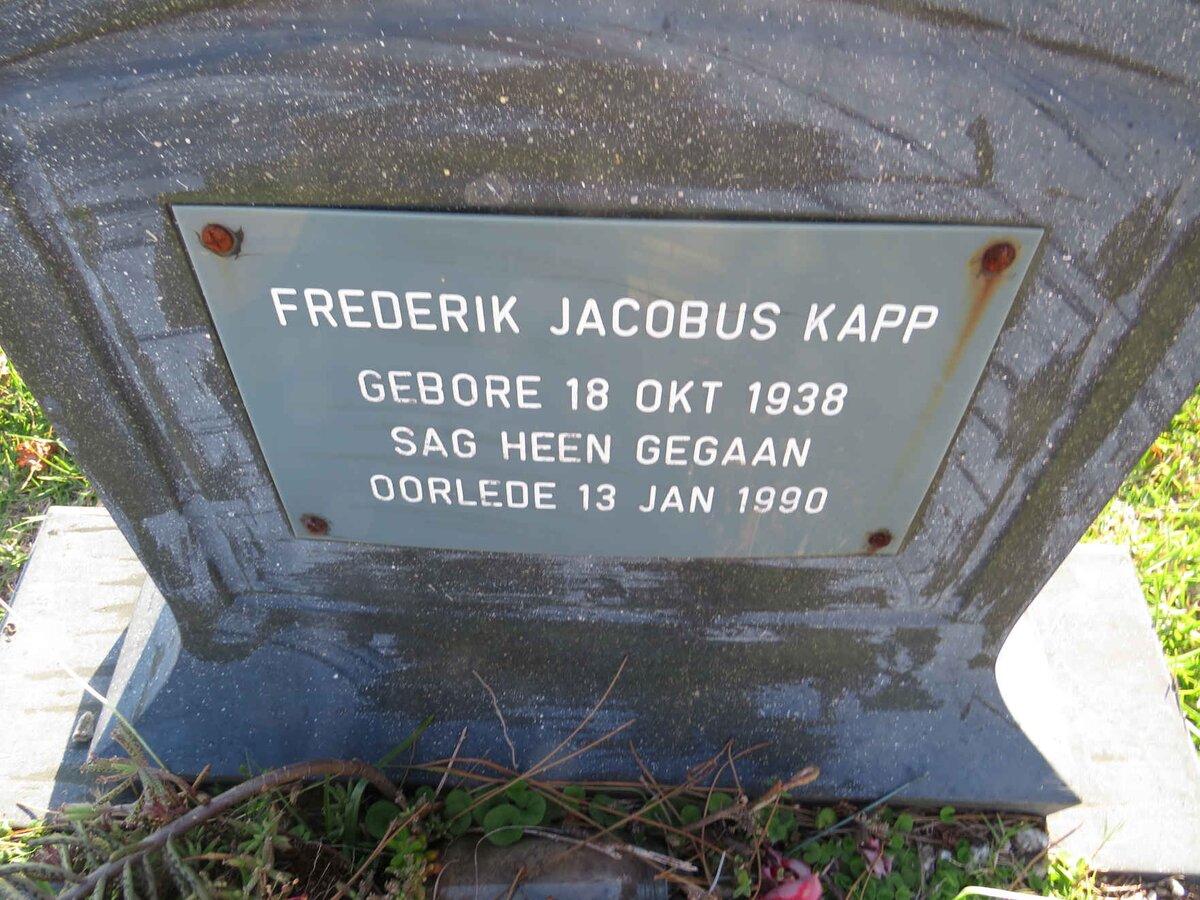 FREDERIK JACOBUS KAPP
GEBORE 18 OKT 1938
SAG HEEN GEGAAN
OORLEDE 13 JAN 1990